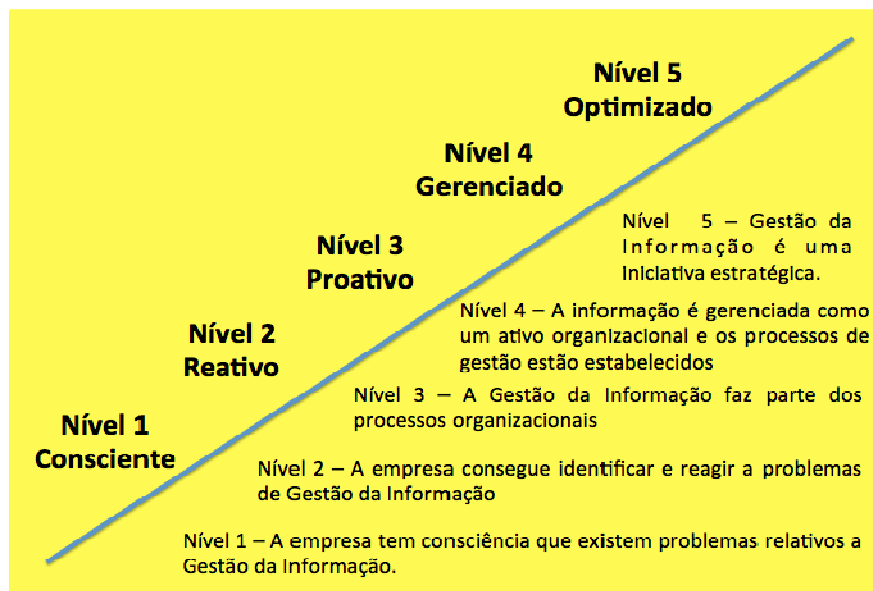 Nível 5
Optimizado
Nível 4
Gerenciado
Nível 3
Proativo
Nível 2
Reativo
Nível 1
Consciente
Nível 5 – Gestão da
Informação é uma
iniciativa estratégica.
Nível 4 – A informação é gerenciada como
um ativo organizacional e os processos de
gestão estão estabelecidos
Nível 3 – A Gestão da Informação faz parte dos
processos organizacionais
Nível 2 – A empresa consegue identificar e reagir a problemas
de Gestão da Informação
Nível 1 – A empresa tem consciência que existem problemas relativos a
Gestão da Informação.